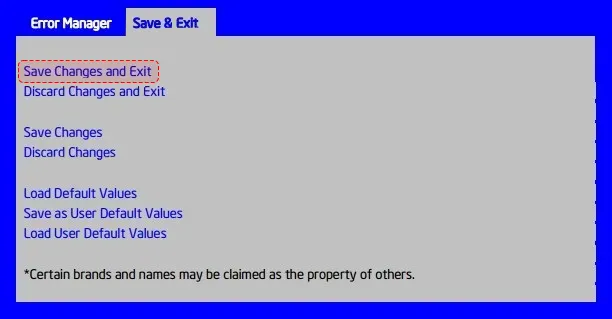 Error Manager Save & Exit
Save Changes and Exit
Discard Changes and Exit
Save Changes
Discard Changes
Load Default Values
Save as User Default Values
Load User Default Values
*Certain brands and names may be claimed as the property of others.